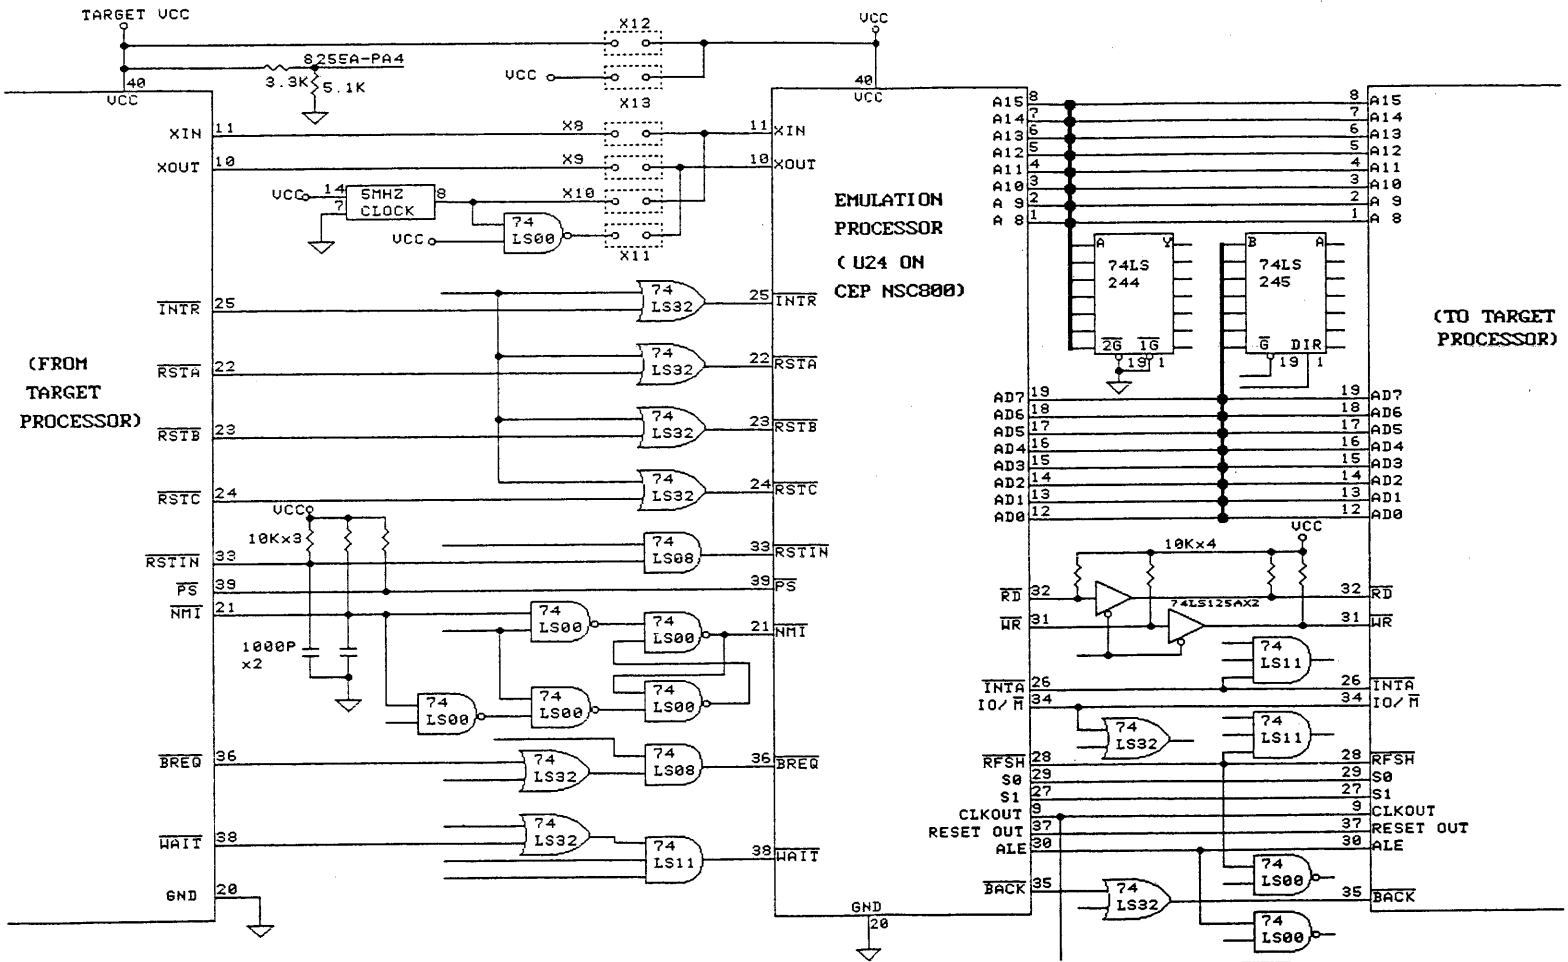 TARGET VCC
X12
VCC
8255A-PA4
VCC
3.3K
5.1K
40
VCC
X13
40
VCC
XIN 11
X8
11 XIN
XOUT 10
X9
10 XOUT
VCC 14
7
5MHZ
CLOCK
8
X10
74
LS00
VCC
X11
EMULATION
PROCESSOR
(U24 ON
CEP NSC800)
INTR 25
74
LS32
25 INTR
(FROM
TARGET
PROCESSOR)
RSTA 22
74
LS32
22 RSTA
RSTB 23
74
LS32
23 RSTB
RSTC 24
74
LS32
24 RSTC
VCC
10Kx3
RSTIN 33
74
LS08
33 RSTIN
PS 39
39 PS
NMI 21
74
LS00
74
LS00
21 NMI
1000P
x2
74
LS00
74
LS00
74
LS00
BREQ 36
74
LS32
74
LS08
36 BREQ
WAIT 38
74
LS32
74
LS11
38 WAIT
GND 20
GND
20
A15 8
8 A15
A14 7
7 A14
A13 6
6 A13
A12 5
5 A12
A11 4
4 A11
A10 3
3 A10
A 9 2
2 A 9
A 8 1
1 A 8
A Y
74LS
244
2G 1G
19 1
B A
74LS
245
G DIR
19 1
(TO TARGET
PROCESSOR)
AD7 19
19 AD7
AD6 18
18 AD6
AD5 17
17 AD5
AD4 16
16 AD4
AD3 15
15 AD3
AD2 14
14 AD2
AD1 13
13 AD1
AD0 12
12 AD0
VCC
10Kx4
RD 32
32 RD
74LS125AX2
WR 31
31 WR
74
LS11
INTA 26
26 INTA
IO/M 34
34 IO/M
74
LS32
74
LS11
RFSH 28
28 RFSH
S0 29
29 S0
S1 27
27 S1
CLKOUT 9
9 CLKOUT
RESET OUT 37
37 RESET OUT
ALE 30
30 ALE
74
LS00
BACK 35
74
LS32
35 BACK
74
LS00